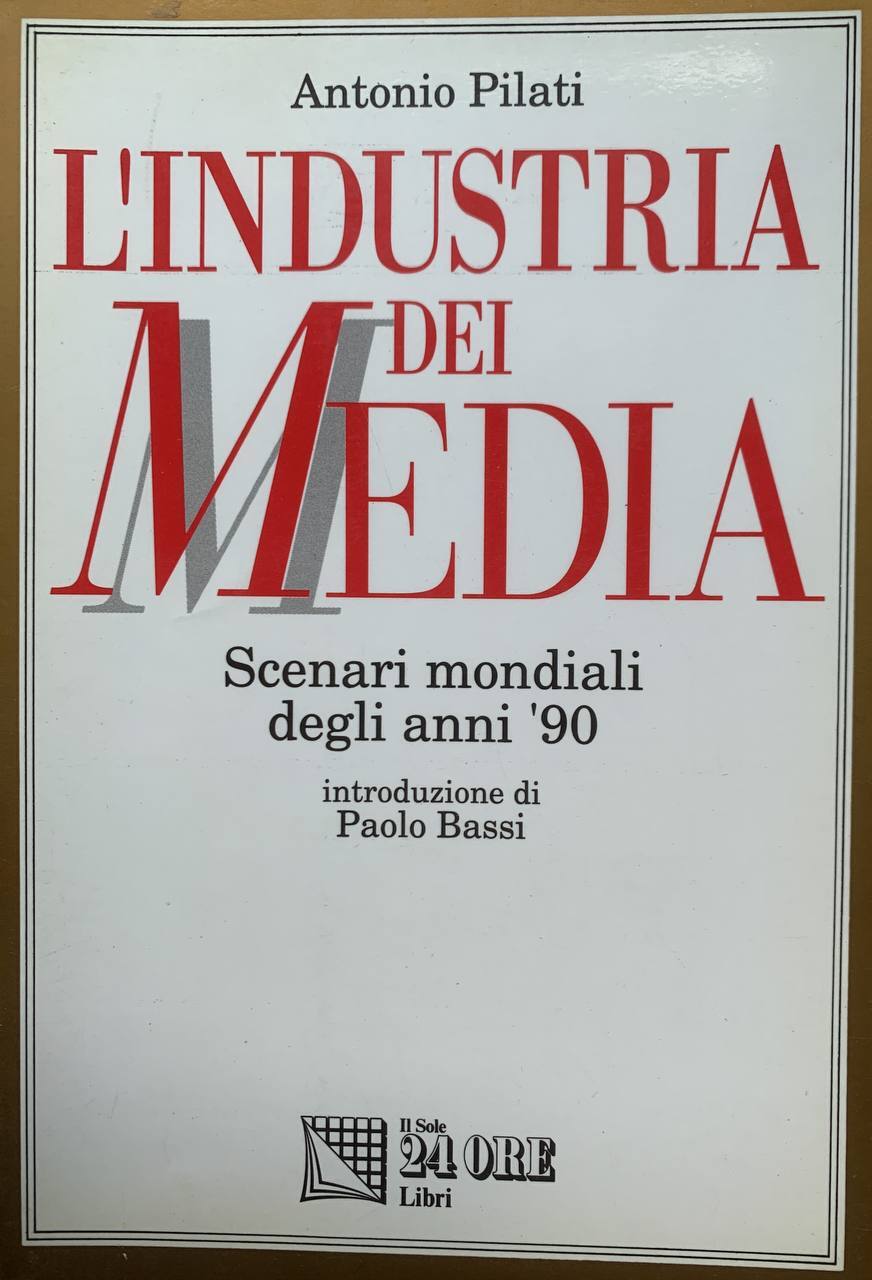 Antonio Pilati
L'INDUSTRIA
DEI
MEDIA
Scenari mondiali
degli anni '90
introduzione di
Paolo Bassi
Il Sole
24 ORE
Libri